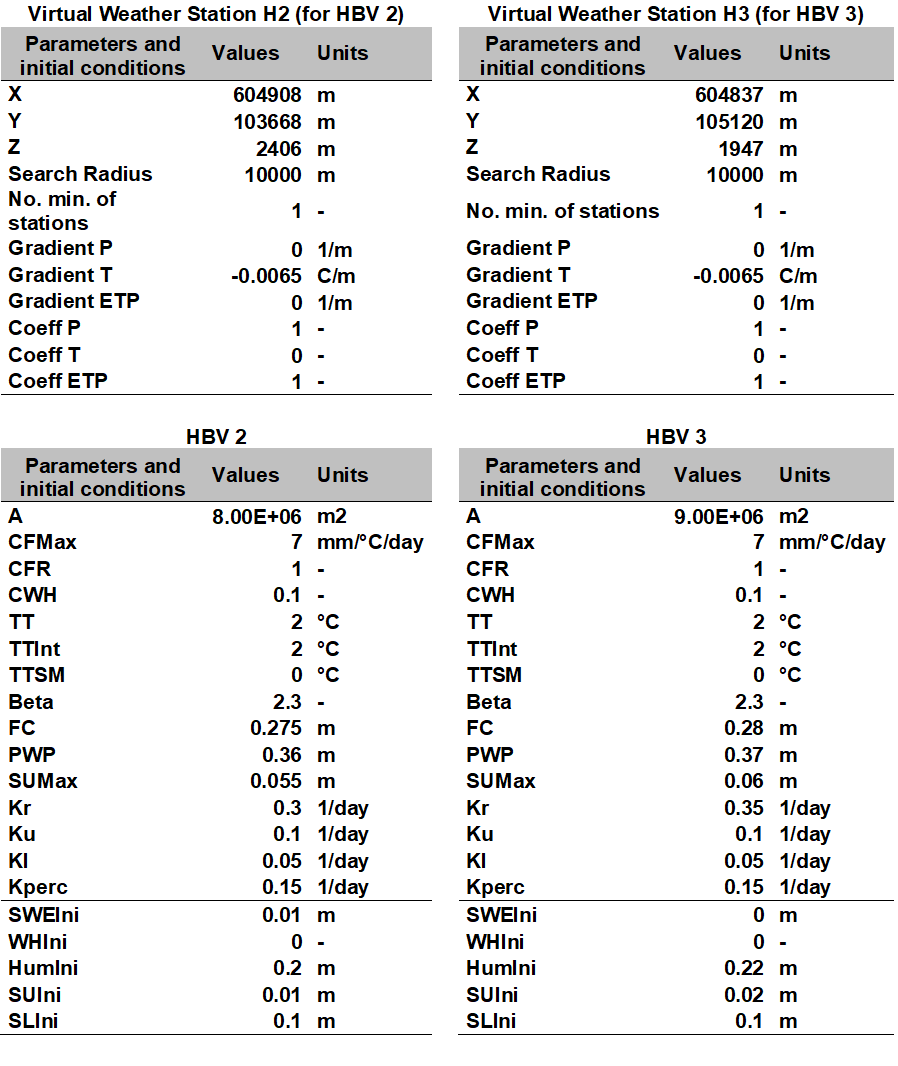 Virtual Weather Station H2 (for HBV 2)
Parameters and initial conditions Values Units
X 604908 m
Y 103668 m
Z 2406 m
Search Radius 10000 m
No. min. of stations 1 -
Gradient P 0 1/m
Gradient T -0.0065 C/m
Gradient ETP 0 1/m
Coeff P 1 -
Coeff T 0 -
Coeff ETP 1 -
Virtual Weather Station H3 (for HBV 3)
Parameters and initial conditions Values Units
X 604837 m
Y 105120 m
Z 1947 m
Search Radius 10000 m
No. min. of stations 1 -
Gradient P 0 1/m
Gradient T -0.0065 C/m
Gradient ETP 0 1/m
Coeff P 1 -
Coeff T 0 -
Coeff ETP 1 -
HBV 2
Parameters and initial conditions Values Units
A 8.00E+06 m2
CFMax 7 mm/°C/day
CFR 1 -
CWH 0.1 -
TT 2 °C
TTInt 2 °C
TTSM 0 °C
Beta 2.3 -
FC 0.275 m
PWP 0.36 m
SUMax 0.055 m
Kr 0.3 1/day
Ku 0.1 1/day
Kl 0.05 1/day
Kperc 0.15 1/day
SWEIni 0.01 m
WHIni 0 -
HumIni 0.2 m
SUIni 0.01 m
SLIni 0.1 m
HBV 3
Parameters and initial conditions Values Units
A 9.00E+06 m2
CFMax 7 mm/°C/day
CFR 1 -
CWH 0.1 -
TT 2 °C
TTInt 2 °C
TTSM 0 °C
Beta 2.3 -
FC 0.28 m
PWP 0.37 m
SUMax 0.06 m
Kr 0.35 1/day
Ku 0.1 1/day
Kl 0.05 1/day
Kperc 0.15 1/day
SWEIni 0 m
WHIni 0 -
HumIni 0.22 m
SUIni 0.02 m
SLIni 0.1 m